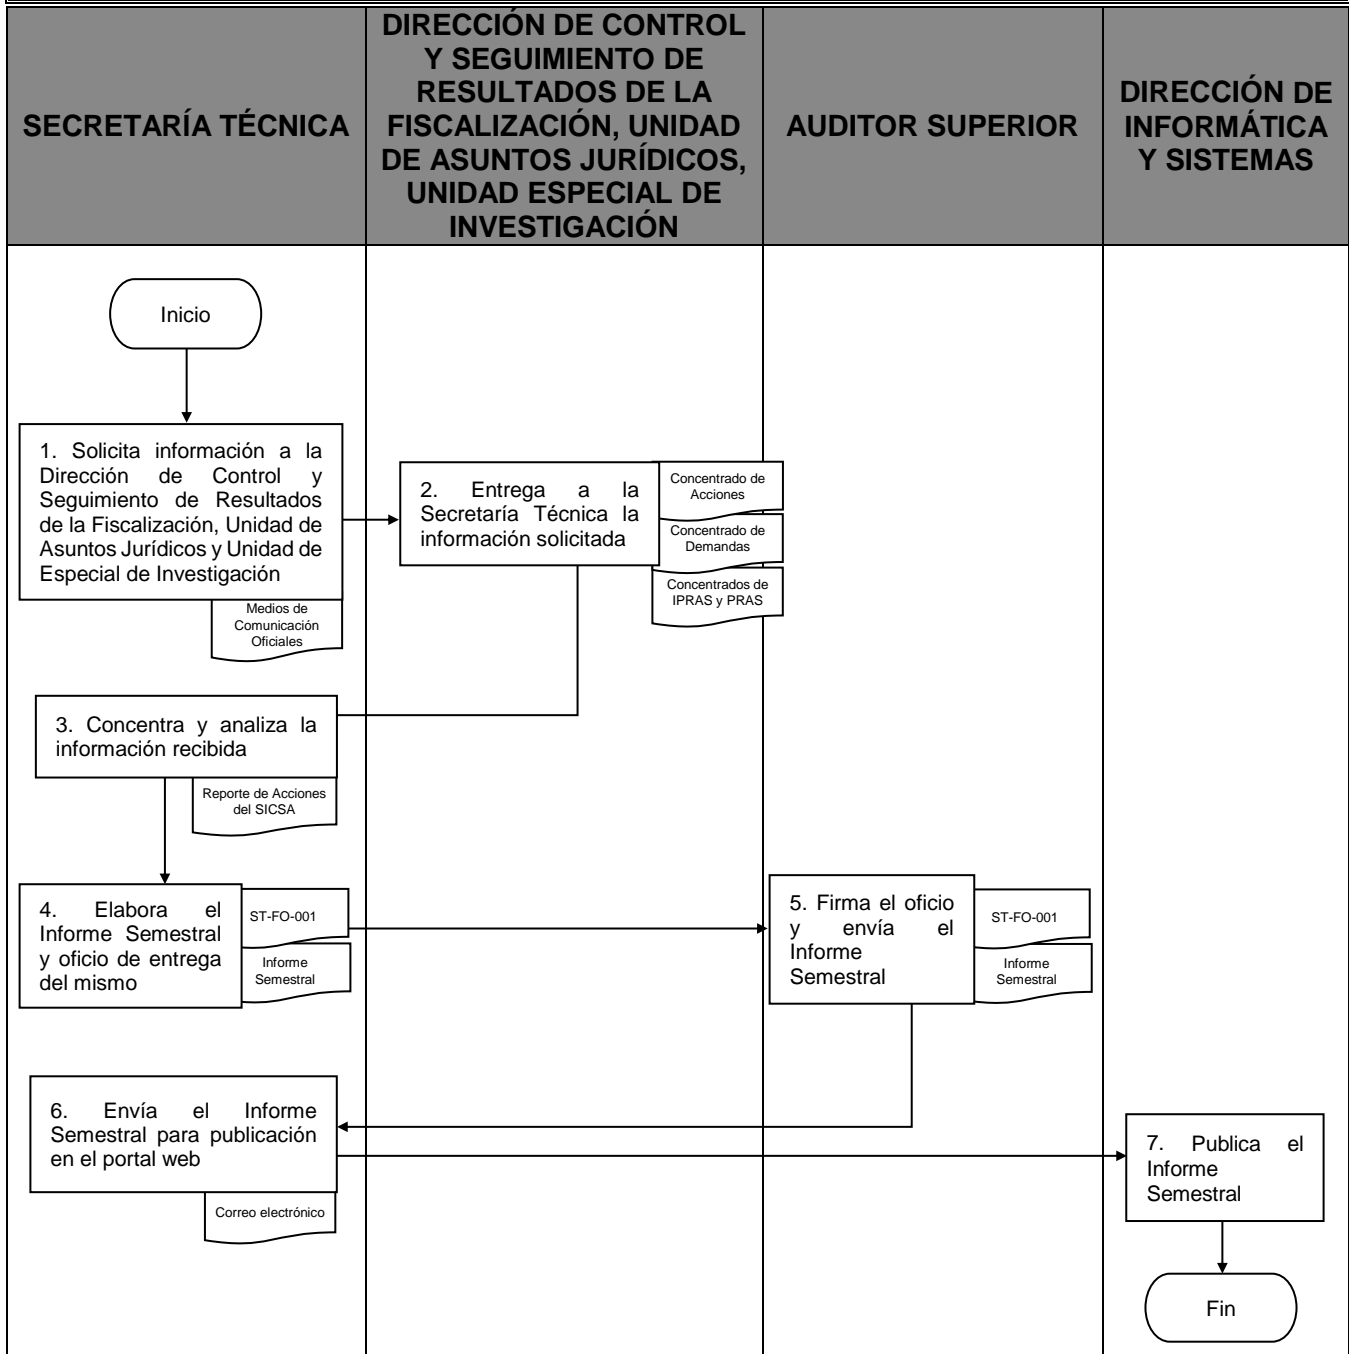 SECRETARÍA TÉCNICA
DIRECCIÓN DE CONTROL
Y SEGUIMIENTO DE
RESULTADOS DE LA
FISCALIZACIÓN, UNIDAD
DE ASUNTOS JURÍDICOS,
UNIDAD ESPECIAL DE
INVESTIGACIÓN
AUDITOR SUPERIOR
DIRECCIÓN DE
INFORMÁTICA
Y SISTEMAS
Inicio
1. Solicita información a la
Dirección de Control y
Seguimiento de Resultados
de la Fiscalización, Unidad de
Asuntos Jurídicos y Unidad de
Especial de Investigación
Medios de
Comunicación
Oficiales
2. Entrega a la
Secretaría Técnica la
información solicitada
Concentrado de
Acciones
Concentrado de
Demandas
Concentrados de
IPRAS y PRAS
3. Concentra y analiza la
información recibida
Reporte de Acciones
del SICSA
4. Elabora el
Informe Semestral
y oficio de entrega
del mismo
ST-FO-001
Informe
Semestral
5. Firma el oficio
y envía el
Informe
Semestral
ST-FO-001
Informe
Semestral
6. Envía el Informe
Semestral para publicación
en el portal web
Correo electrónico
7. Publica el
Informe
Semestral
Fin